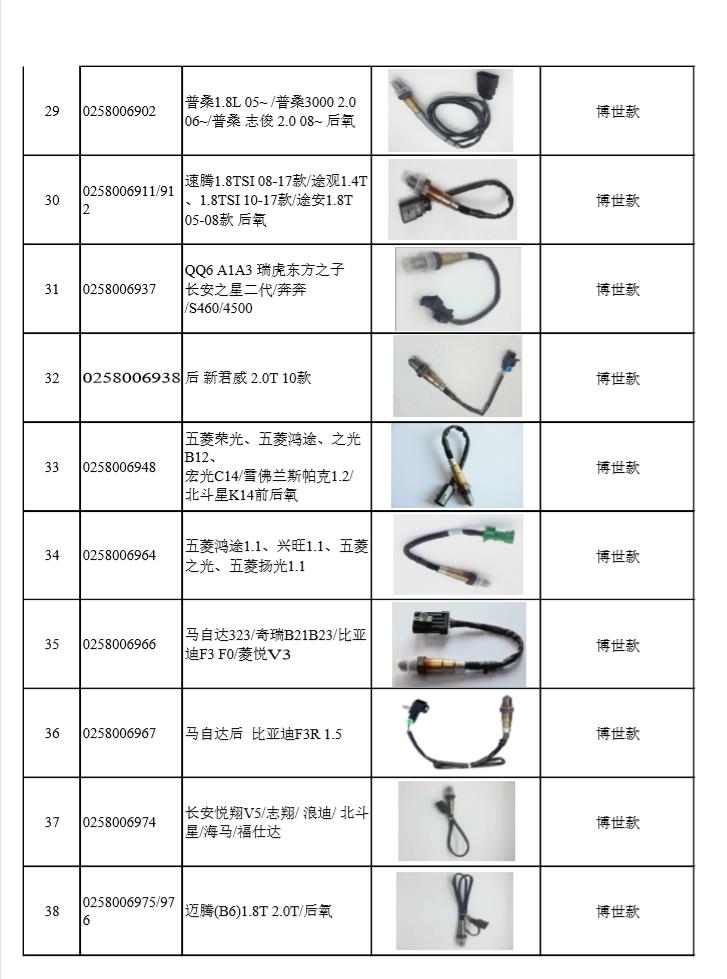 29 0258006902 普桑1.8L 05~ /普桑3000 2.0 博世款
06~/普桑 志俊 2.0 08~ 后氧
30 0258006911/91 速腾1.8TSI 08-17款/途观1.4T 博世款
2 、1.8TSI 10-17款/途安1.8T
05-08款 后氧
31 0258006937 QQ6 A1A3 瑞虎东方之子 博世款
长安之星二代/奔奔
/S460/4500
32 0258006938 后 新君威 2.0T 10款 博世款
33 0258006948 五菱荣光、五菱鸿途、之光 博世款
B12、
宏光C14/雪佛兰斯帕克1.2/
北斗星K14前后氧
34 0258006964 五菱鸿途1.1、兴旺1.1、五菱 博世款
之光、五菱扬光1.1
35 0258006966 马自达323/奇瑞B21B23/比亚 博世款
迪F3 F0/菱悦V3
36 0258006967 马自达后 比亚迪F3R 1.5 博世款
37 0258006974 长安悦翔V5/志翔/ 浪迪/ 北斗 博世款
星/海马/福仕达
38 0258006975/97 迈腾(B6)1.8T 2.0T/后氧 博世款
6